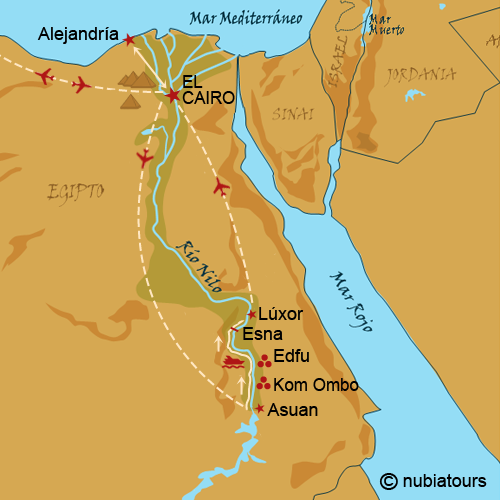 Mar Mediterráneo
Mar
Muerto
Alejandría
ISRAEL
JORDANIA
EL
CAIRO
SINAI
EGIPTO
Río Nilo
Mar Rojo
Lúxor
Esna
Edfu
Kom Ombo
Asuan
© nubiatours